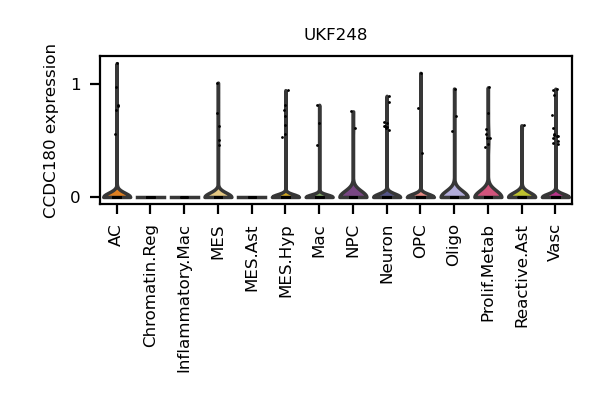 UKF248
CCDC180 expression
1
0
AC
Chromatin.Reg
Inflammatory.Mac
MES
MES.Ast
MES.Hyp
Mac
NPC
Neuron
OPC
Oligo
Prolif.Metab
Reactive.Ast
Vasc